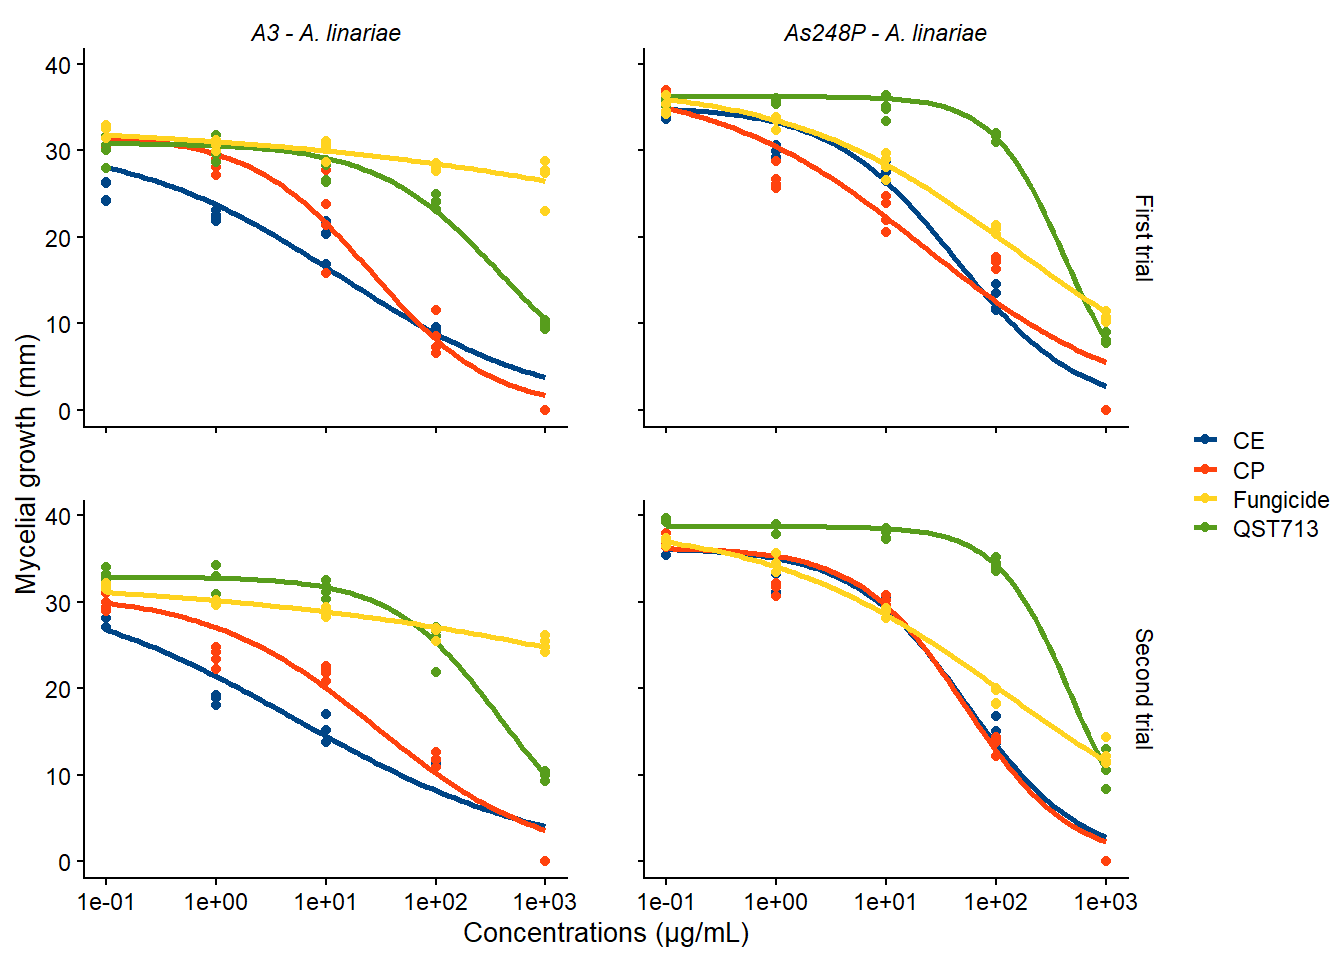 A3 - A. linariae
As248P - A. linariae
40
30
20
10
0
First trial
Mycelial growth (mm)
CE
CP
Fungicide
QST713
40
30
20
10
0
Second trial
1e-01 1e+00 1e+01 1e+02 1e+03
1e-01 1e+00 1e+01 1e+02 1e+03
Concentrations (µg/mL)